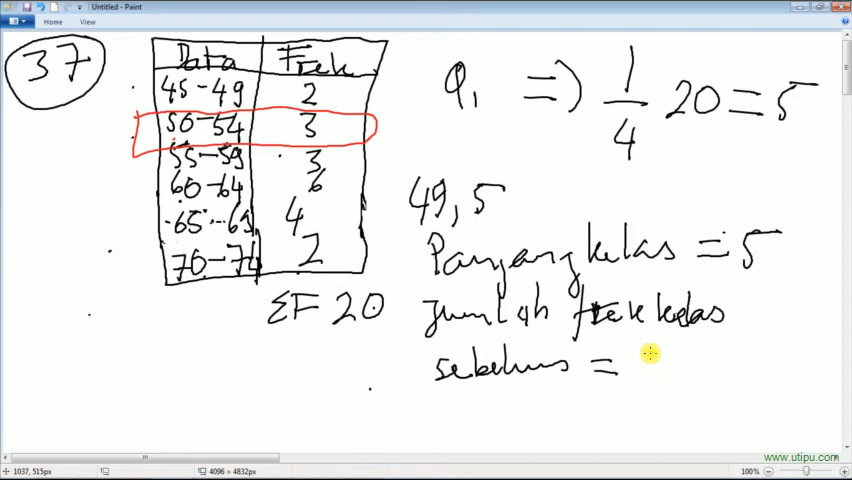 Untitled - Paint
Home View
37
Data Frek
45-49 2
50-54 3
55-59 3
60-64 6
65-69 4
70-74 2
ΣF 20
Q1 => 1/4 20 = 5
49,5
Panjang kelas = 5
Jumlah frek kelas
sebelum =
www.utipu.com
1037, 515px
4096 × 4832px
100%